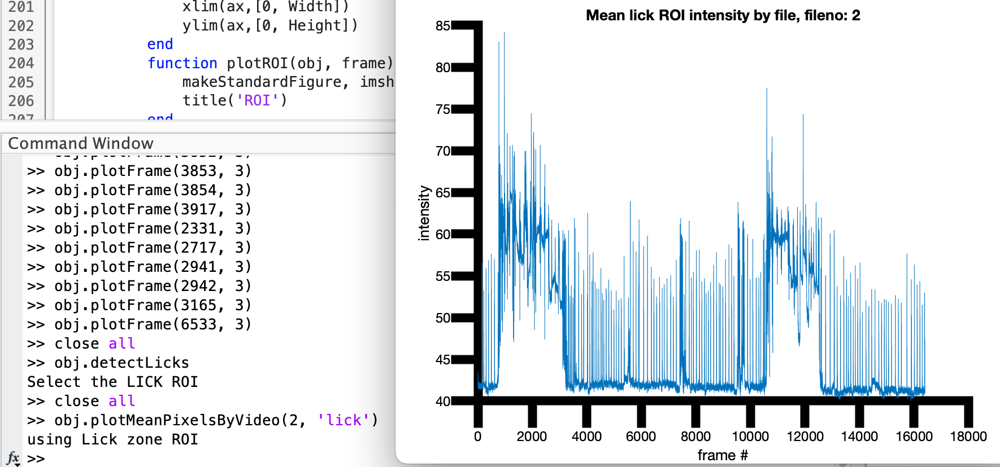 201 xlim(ax,[0, Width])
202 ylim(ax,[0, Height])
203 end
204 function plotROI(obj, frame)
205 makeStandardFigure, imsh
206 title('ROI')
207 end
Command Window
>> obj.plotFrame(3853, 3)
>> obj.plotFrame(3854, 3)
>> obj.plotFrame(3917, 3)
>> obj.plotFrame(2331, 3)
>> obj.plotFrame(2717, 3)
>> obj.plotFrame(2941, 3)
>> obj.plotFrame(2942, 3)
>> obj.plotFrame(3165, 3)
>> obj.plotFrame(6533, 3)
>> close all
>> obj.detectLicks
Select the LICK ROI
>> close all
>> obj.plotMeanPixelsByVideo(2, 'lick')
using Lick zone ROI
fx >>
Mean lick ROI intensity by file, fileno: 2
85
80
75
70
65
60
55
50
45
40
intensity
0 2000 4000 6000 8000 10000 12000 14000 16000 18000
frame #